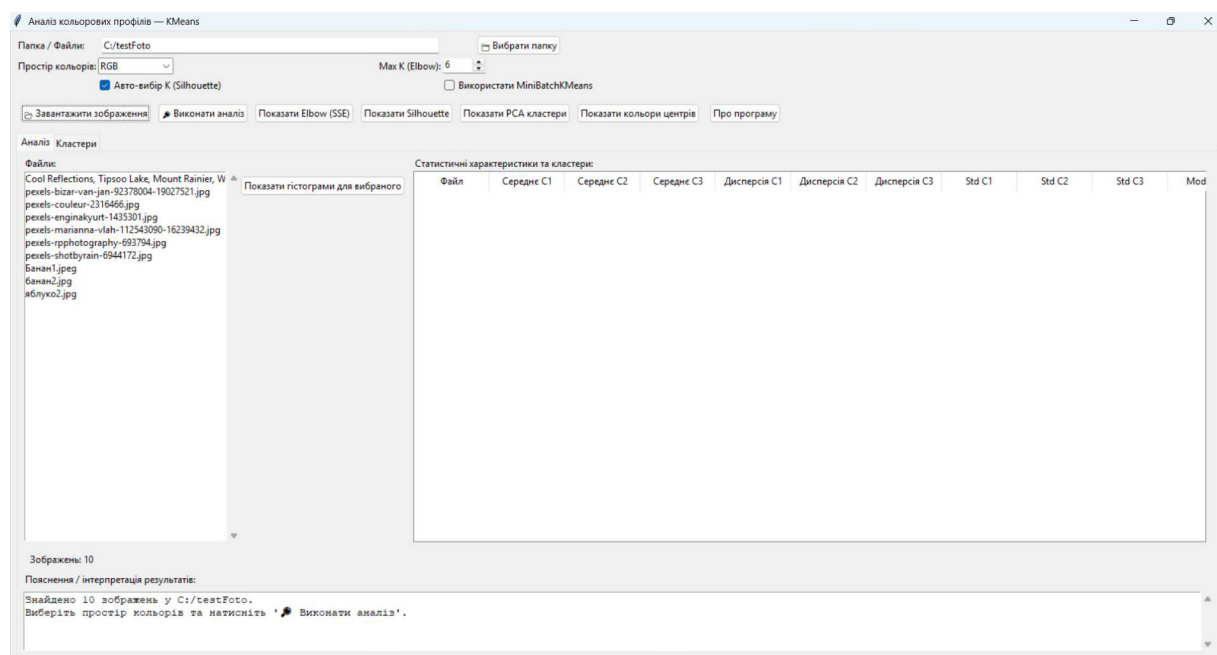 Аналіз кольорових профілів — KMeans
Папка / Файли: C:/testFoto Вибрати папку
Простір кольорів: RGB Max K (Elbow): 6
Авто-вибір K (Silhouette) Використати MiniBatchKMeans
Завантажити зображення Виконати аналіз Показати Elbow (SSE) Показати Silhouette Показати PCA кластери Показати кольори центрів Про програму
Аналіз Кластери
Файли: Статистичні характеристики та кластери:
Показати гістограми для вибраного Файл Середнє C1 Середнє C2 Середнє C3 Дисперсія C1 Дисперсія C2 Дисперсія C3 Std C1 Std C2 Std C3 Mod
Cool Reflections, Tipsoo Lake, Mount Rainier, W
pexels-bizar-van-jan-92378004-19027521.jpg
pexels-couleur-2316466.jpg
pexels-enginakyurt-1435301.jpg
pexels-marianna-vlah-112543090-16239432.jpg
pexels-rpphotography-693794.jpg
pexels-shotbyrain-6944172.jpg
Банан1.jpeg
банан2.jpg
яблуко2.jpg
Зображень: 10
Пояснення / інтерпретація результатів:
Знайдено 10 зображень у C:/testFoto.
Виберіть простір кольорів та натисніть ' Виконати аналіз'.